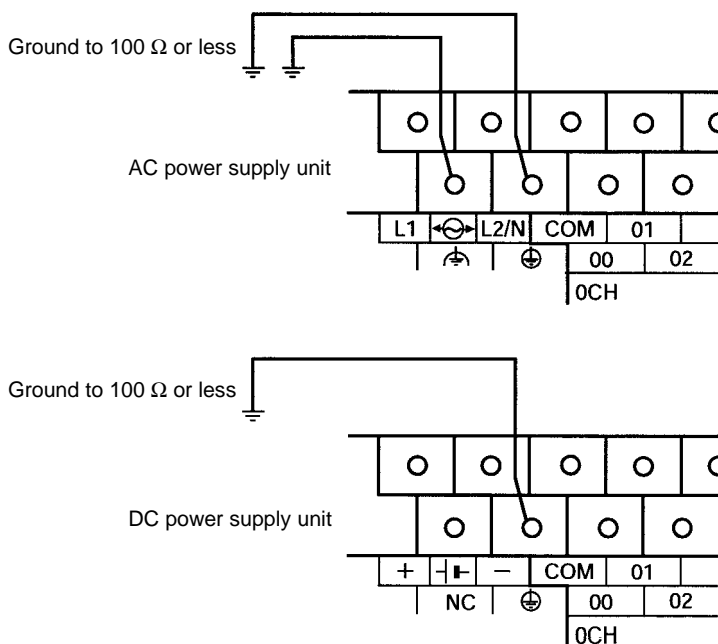 Ground to 100 Ω or less
AC power supply unit
L1 L2/N COM 01
00 02
0CH
Ground to 100 Ω or less
DC power supply unit
+ − COM 01
NC 00 02
0CH